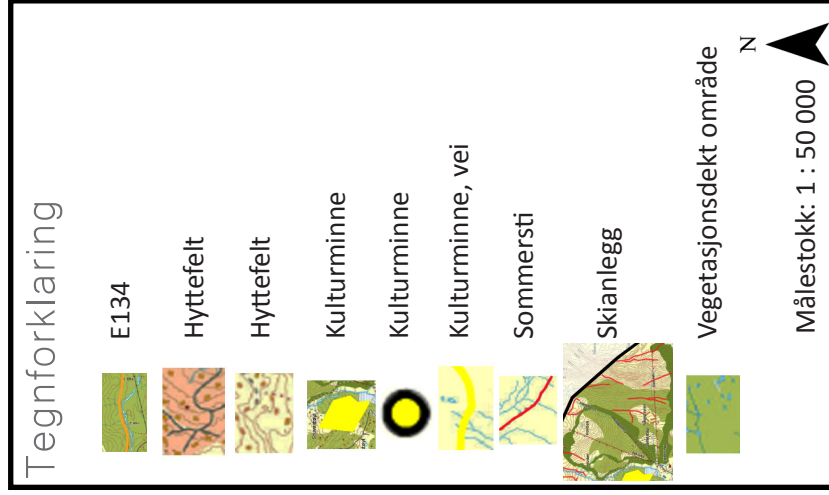 Tegnforklaring
E134
Hyttefelt
Hyttefelt
Kulturminne
Kulturminne
Kulturminne, vei
Sommersti
Skianlegg
Vegetasjonsdekt område
N
Målestokk: 1 : 50 000